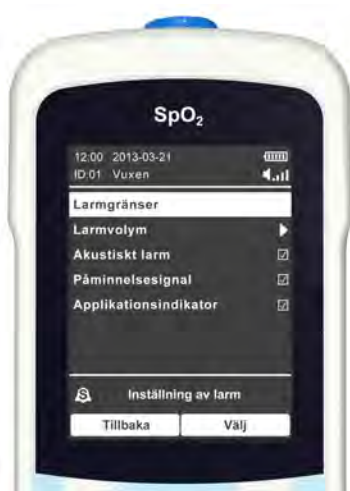 SpO₂
12:00 2013-03-21
ID:01 Vuxen
Larmgränser
Larmvolym
Akustiskt larm
Påminnelsesignal
Applikationsindikator
Inställning av larm
Tillbaka Välj